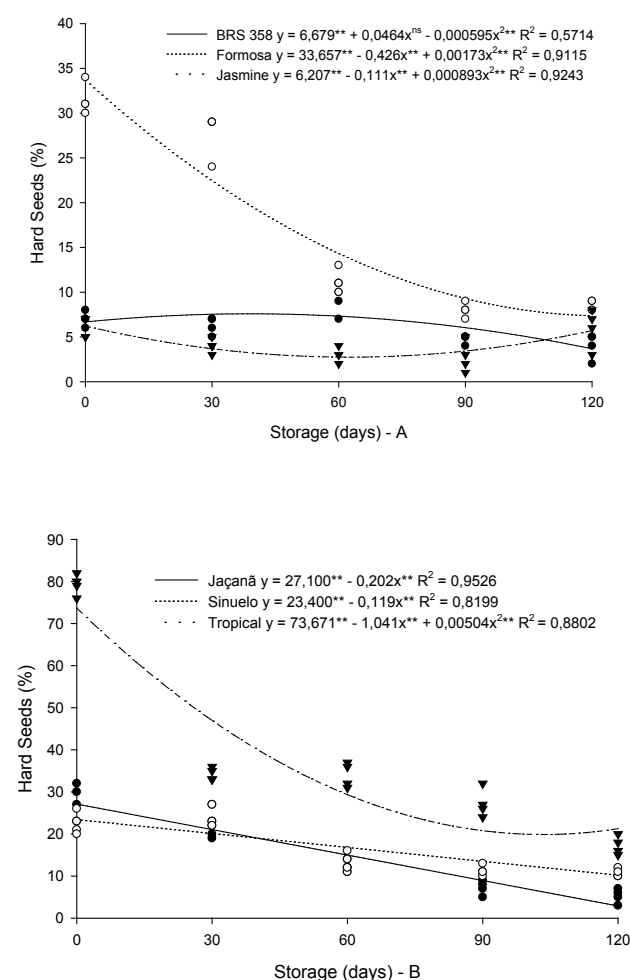 40
35
30
25
20
15
10
5
0
Hard Seeds (%)
BRS 358 y = 6,679** + 0,0464x^ns - 0,000595x^2** R^2 = 0,5714
Formosa y = 33,657** - 0,426x** + 0,00173x^2** R^2 = 0,9115
Jasmine y = 6,207** - 0,111x** + 0,000893x^2** R^2 = 0,9243
0 30 60 90 120
Storage (days) - A
90
80
70
60
50
40
30
20
10
0
Hard Seeds (%)
Jaçanã y = 27,100** - 0,202x** R^2 = 0,9526
Sinuelo y = 23,400** - 0,119x** R^2 = 0,8199
Tropical y = 73,671** - 1,041x** + 0,00504x^2** R^2 = 0,8802
0 30 60 90 120
Storage (days) - B